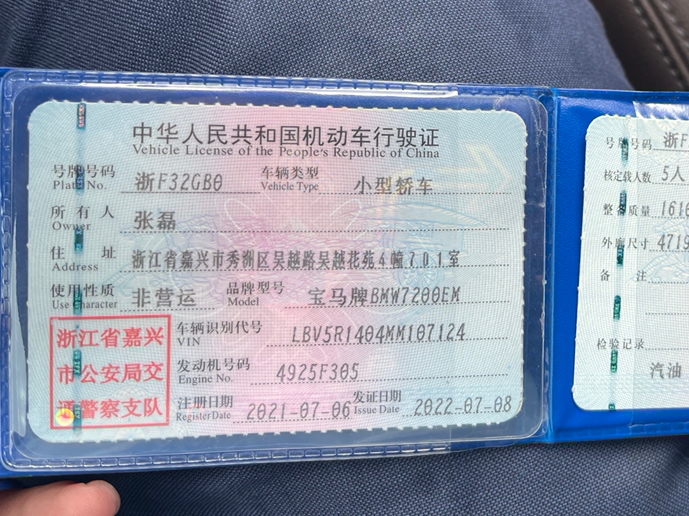 中华人民共和国机动车行驶证
Vehicle License of the People's Republic of China
号牌号码 浙F32GB0 车辆类型 小型轿车
Plate No. Vehicle Type
所有人 张磊
Owner
住址 浙江省嘉兴市秀洲区吴越路吴越花苑4幢701室
Address
使用性质 非营运 品牌型号 宝马牌BMW7200EM
Use Character Model
浙江省嘉兴
市公安局交
通警察支队
车辆识别代号 LBV5R1404MM107124
VIN
发动机号码 4925F305
Engine No.
注册日期 2021-07-06 发证日期 2022-07-08
Register Date Issue Date
号牌号码 浙F
核定载人数 5人
整备质量 1616
外廓尺寸 4719
备注
检验记录
汽油